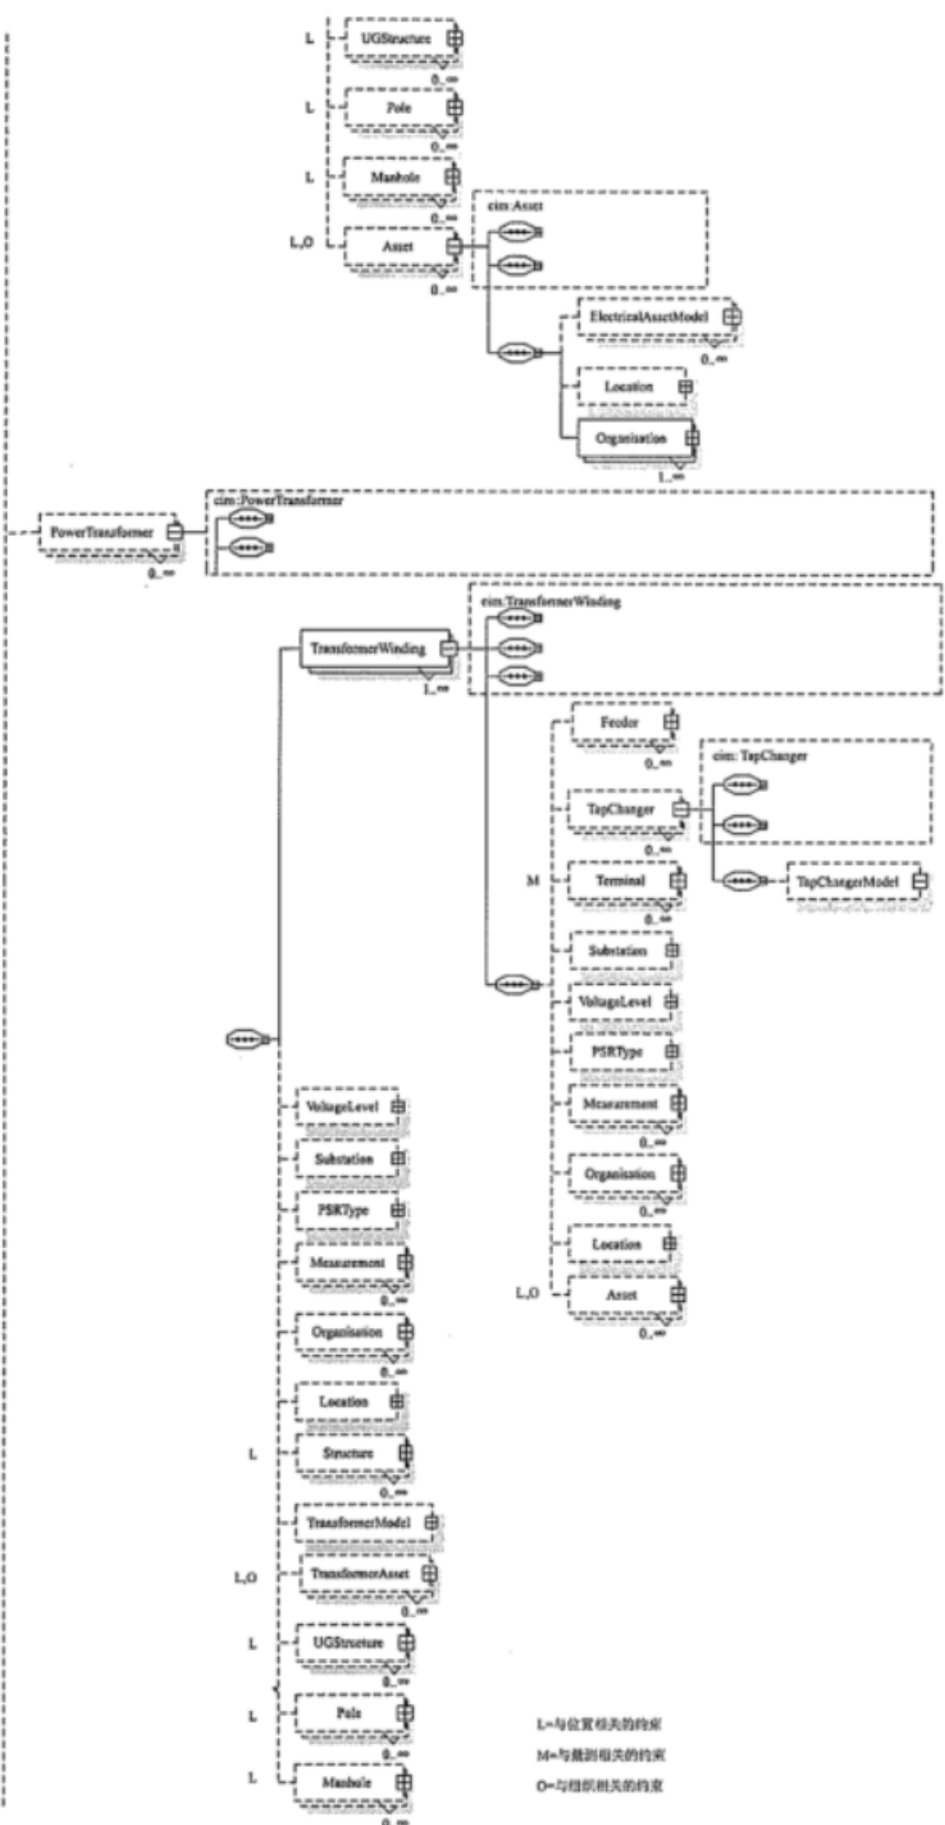 L UGStructure
0..∞
L Pole
0..∞
L Manhole
0..∞
cim:Asset
L,O Asset
0..∞
ElectricalAssetModel
0..∞
Location
Organisation
1..∞
cim:PowerTransformer
PowerTransformer
0..∞
cim:TransformerWinding
TransformerWinding
1..∞
Feeder
0..∞
cim: TapChanger
TapChanger
0..∞
M Terminal
TapChangerModel
0..∞
Substation
VoltageLevel
PSRType
Measurement
0..∞
Organisation
0..∞
Location
L,O Asset
0..∞
VoltageLevel
Substation
PSRType
Measurement
0..∞
Organisation
0..∞
Location
L Structure
0..∞
TransformerModel
L,O TransformerAsset
0..∞
L UGStructure
0..∞
L Pole
0..∞
L Manhole
0..∞
L=与位置相关的约束
M=与量测相关的约束
O=与组织相关的约束